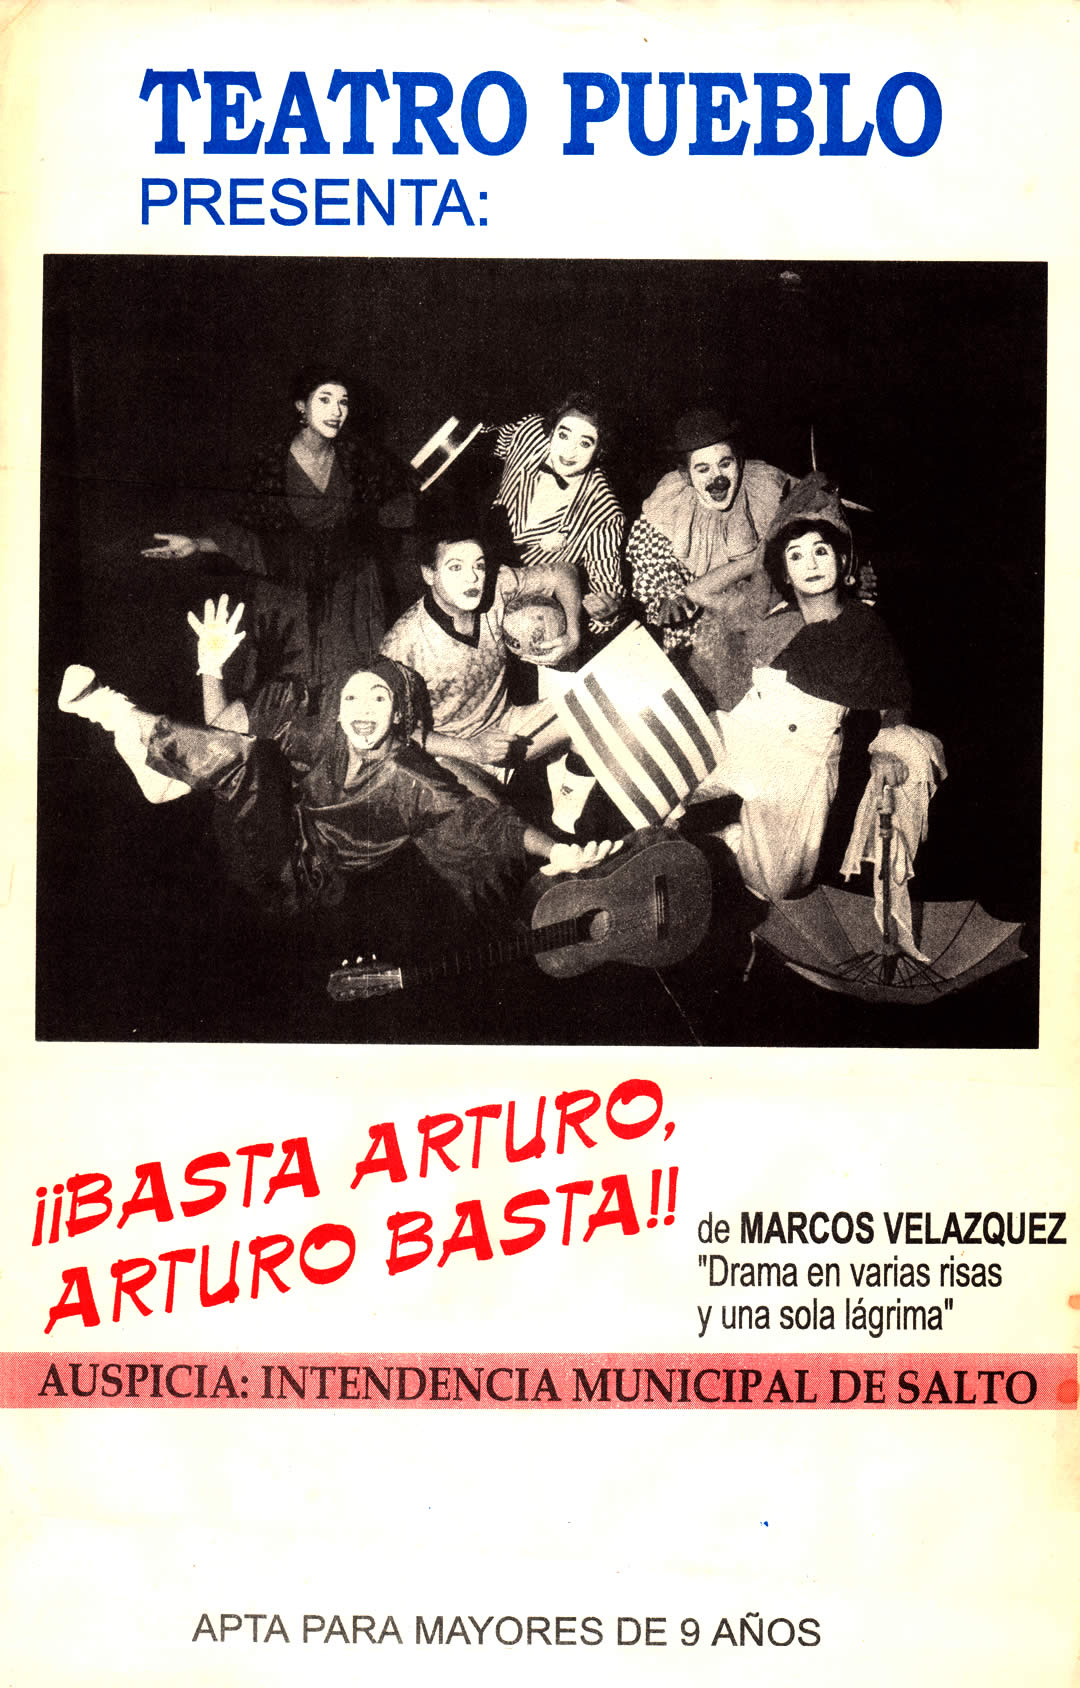 TEATRO PUEBLO
PRESENTA:
¡¡BASTA ARTURO,
ARTURO BASTA!!
de MARCOS VELAZQUEZ
"Drama en varias risas
y una sola lágrima"
AUSPICIA: INTENDENCIA MUNICIPAL DE SALTO
APTA PARA MAYORES DE 9 AÑOS